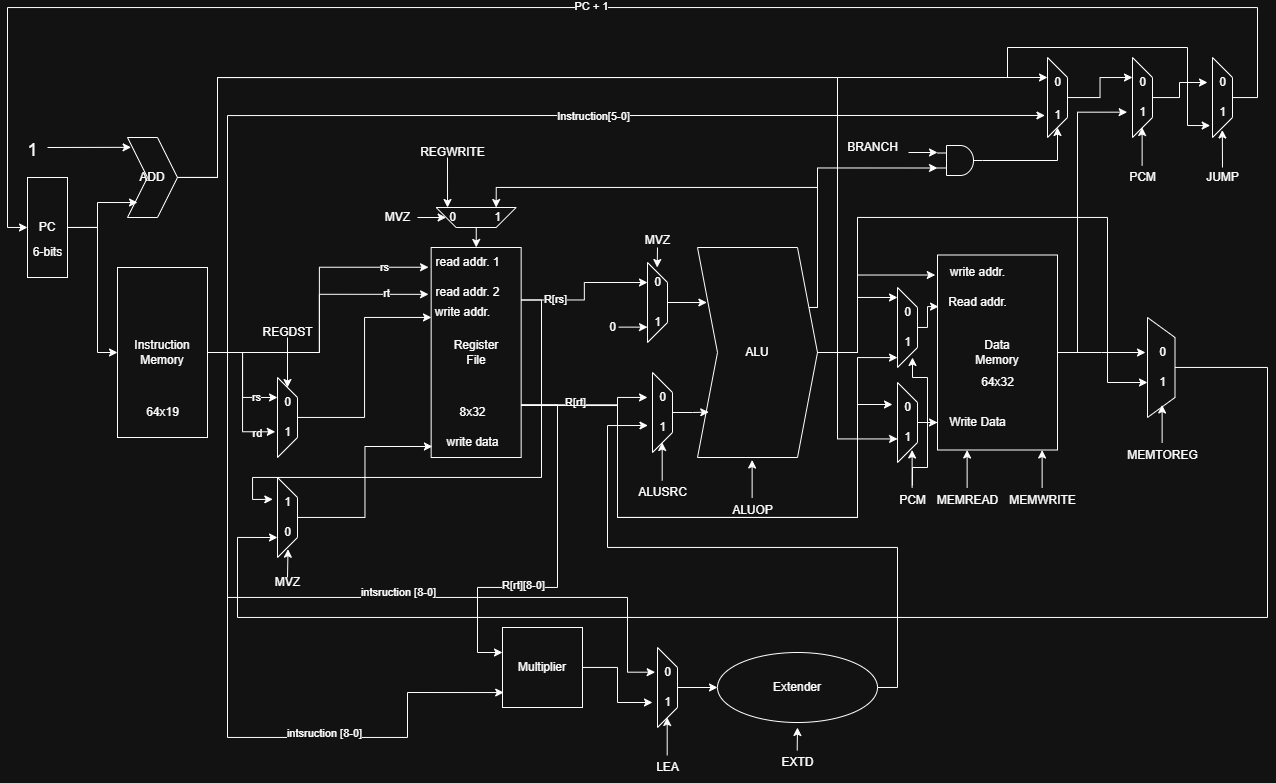 PC + 1
0
1
0
1
0
1
Instruction[5-0]
BRANCH
PCM
JUMP
1
ADD
PC
6-bits
REGWRITE
MVZ
0
1
Instruction
Memory
64x19
rs
rt
REGDST
rs
rd
0
1
read addr. 1
read addr. 2
write addr.
Register
File
8x32
write data
R[rs]
R[rt]
MVZ
0
0
1
0
1
ALUSRC
ALU
ALUOP
write addr.
Read addr.
Data
Memory
64x32
Write Data
0
1
0
1
PCM
MEMREAD
MEMWRITE
0
1
MEMTOREG
1
0
MVZ
R[rt][8-0]
intsruction [8-0]
Multiplier
0
1
LEA
Extender
EXTD
intsruction [8-0]